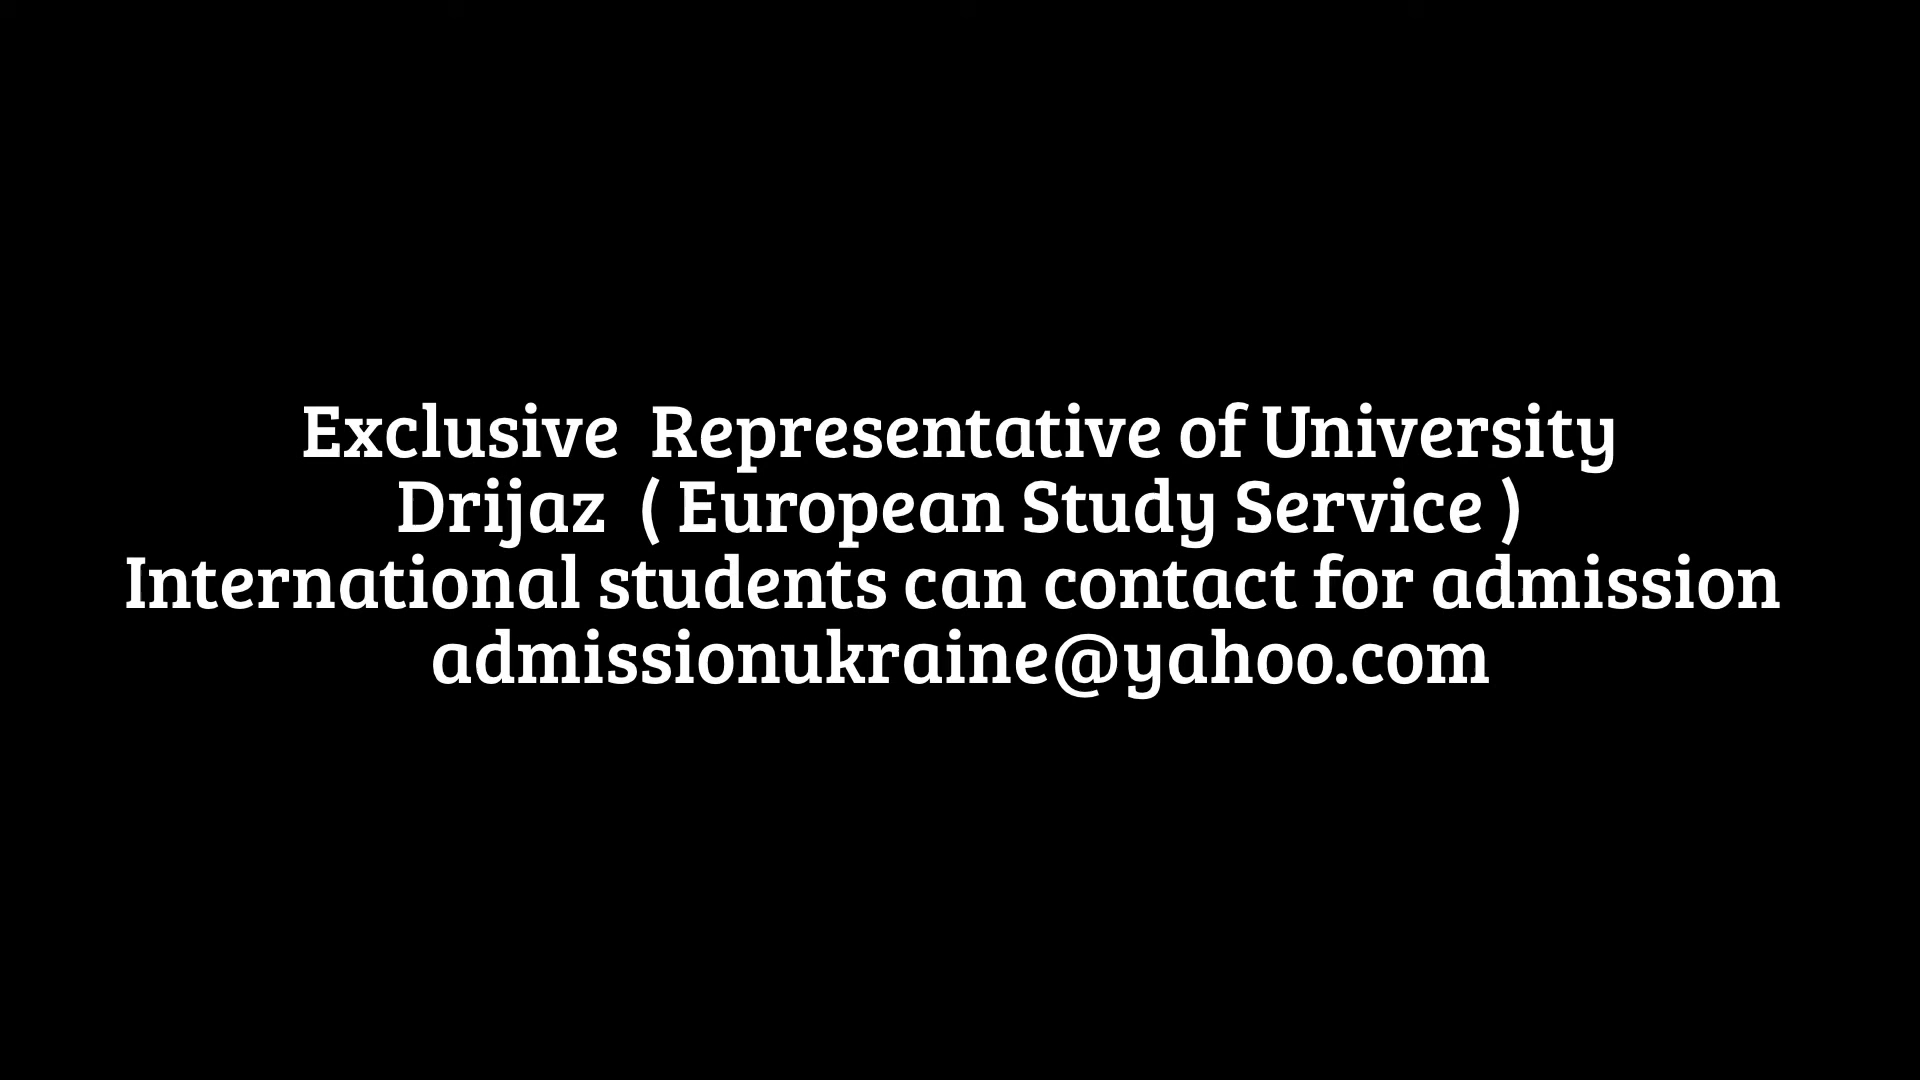 Exclusive  Representative of University
Drijaz  ( European Study Service )
International students can contact for admission
admissionukraine@yahoo.com